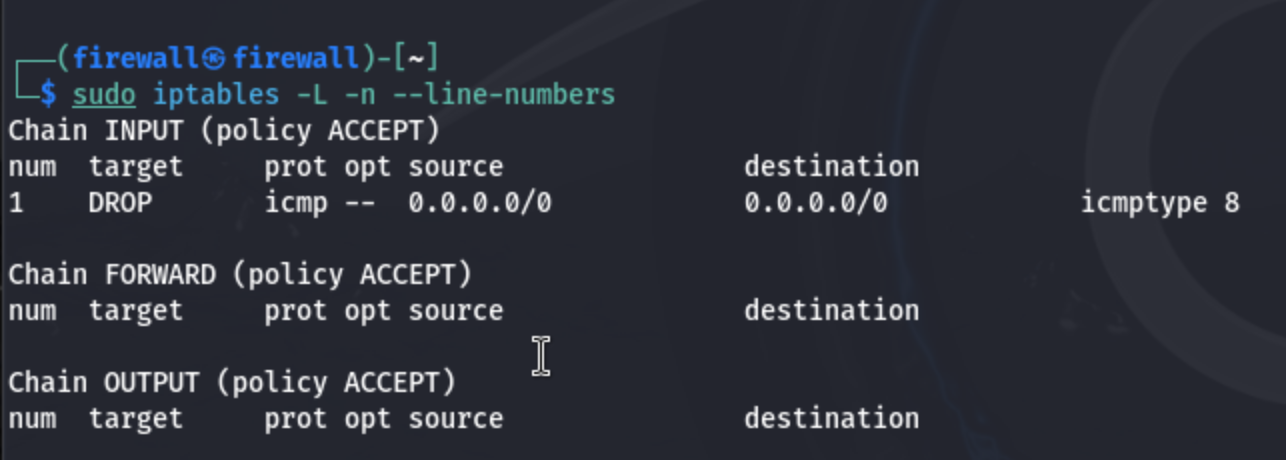 ┌──(firewall㉿firewall)-[~]
└─$ sudo iptables -L -n --line-numbers
Chain INPUT (policy ACCEPT)
num  target     prot opt source               destination
1    DROP       icmp --  0.0.0.0/0            0.0.0.0/0            icmptype 8
Chain FORWARD (policy ACCEPT)
num  target     prot opt source               destination
Chain OUTPUT (policy ACCEPT)
num  target     prot opt source               destination